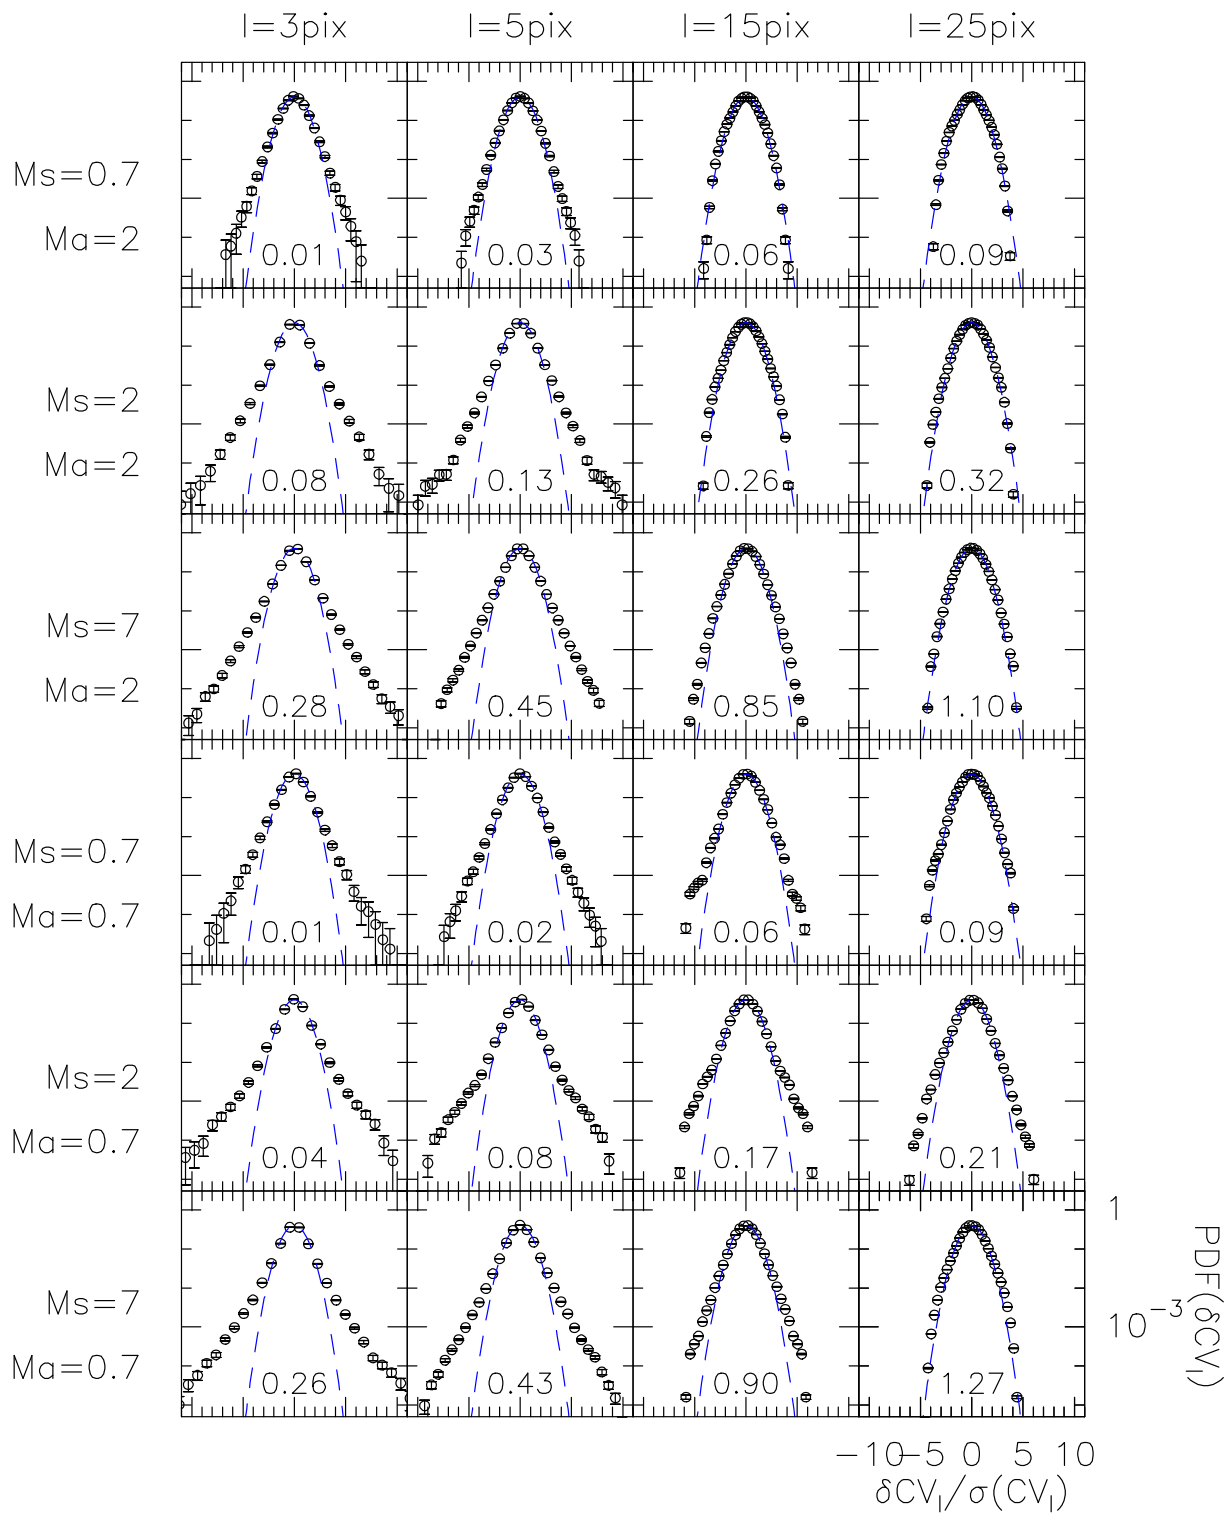 l=3pix l=5pix l=15pix l=25pix
Ms=0.7
Ma=2
0.01 0.03 0.06 0.09
Ms=2
Ma=2
0.08 0.13 0.26 0.32
Ms=7
Ma=2
0.28 0.45 0.85 1.10
Ms=0.7
Ma=0.7
0.01 0.02 0.06 0.09
Ms=2
Ma=0.7
0.04 0.08 0.17 0.21
Ms=7
Ma=0.7
0.26 0.43 0.90 1.27
1
10⁻³
PDF(δCVₗ)
−10 −5 0 5 10
δCVₗ/σ(CVₗ)